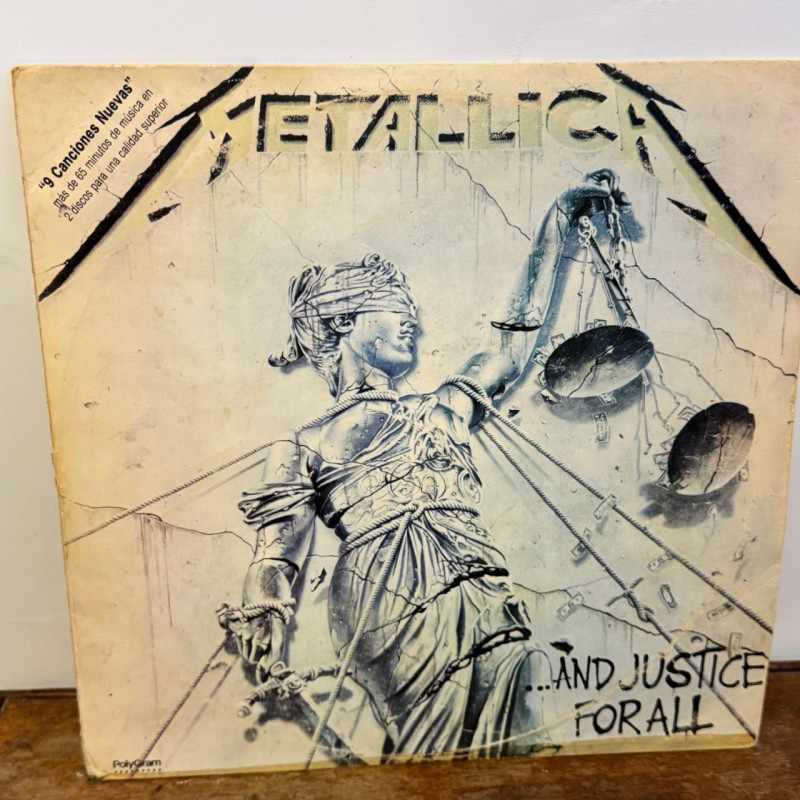 "9 Canciones Nuevas"
más de 65 minutos de música en
2 discos para una calidad superior
METALLICA
...AND JUSTICE
FOR ALL
PolyGram